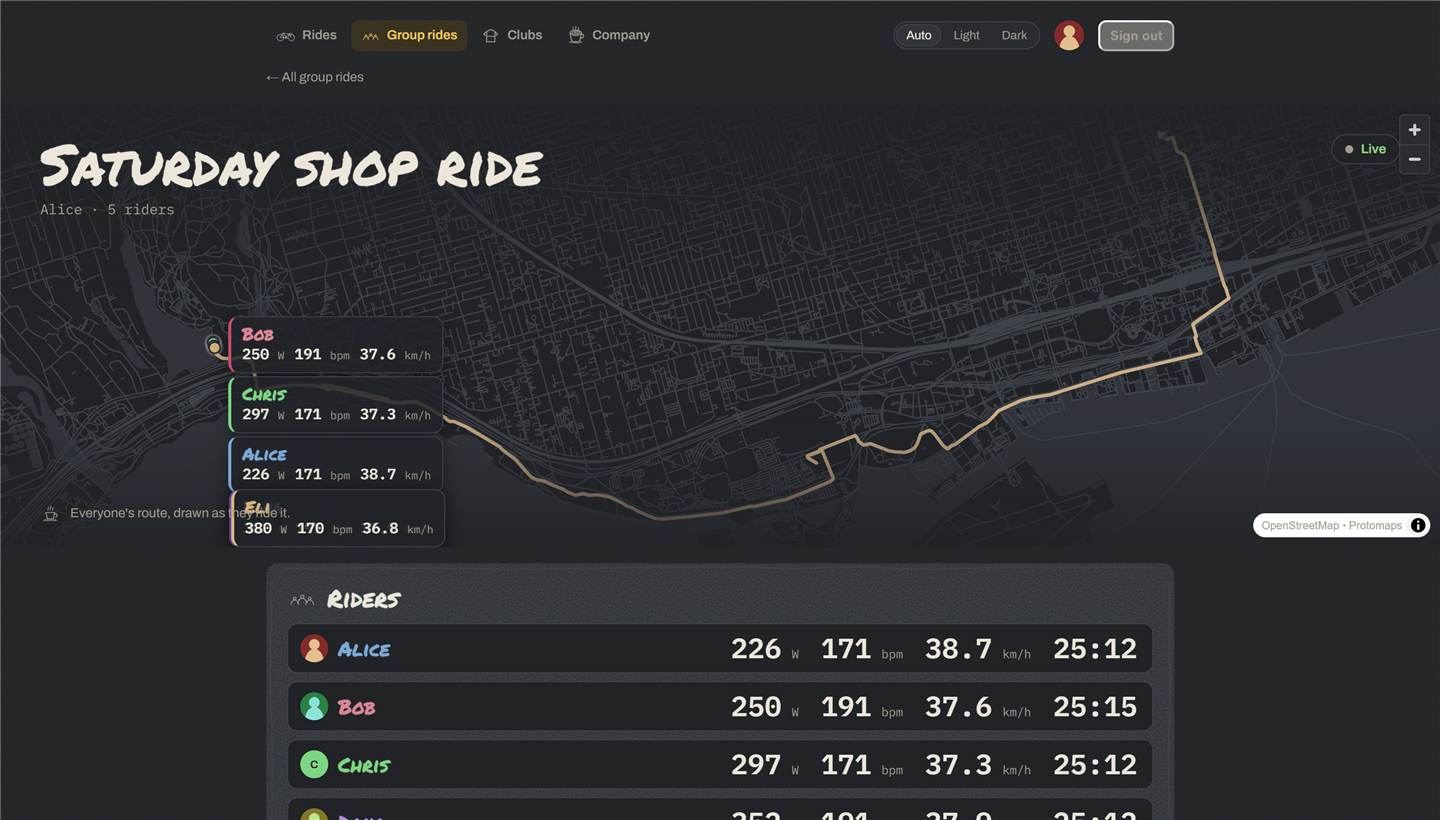 Rides Group rides Clubs Company Auto Light Dark Sign out
← All group rides
Saturday shop ride
Live
Alice · 5 riders
Bob
250 W 191 bpm 37.6 km/h
Chris
297 W 171 bpm 37.3 km/h
Alice
226 W 171 bpm 38.7 km/h
Eli
380 W 170 bpm 36.8 km/h
Everyone's route, drawn as they ride it.
OpenStreetMap · Protomaps
Riders
Alice 226 W 171 bpm 38.7 km/h 25:12
Bob 250 W 191 bpm 37.6 km/h 25:15
C Chris 297 W 171 bpm 37.3 km/h 25:12